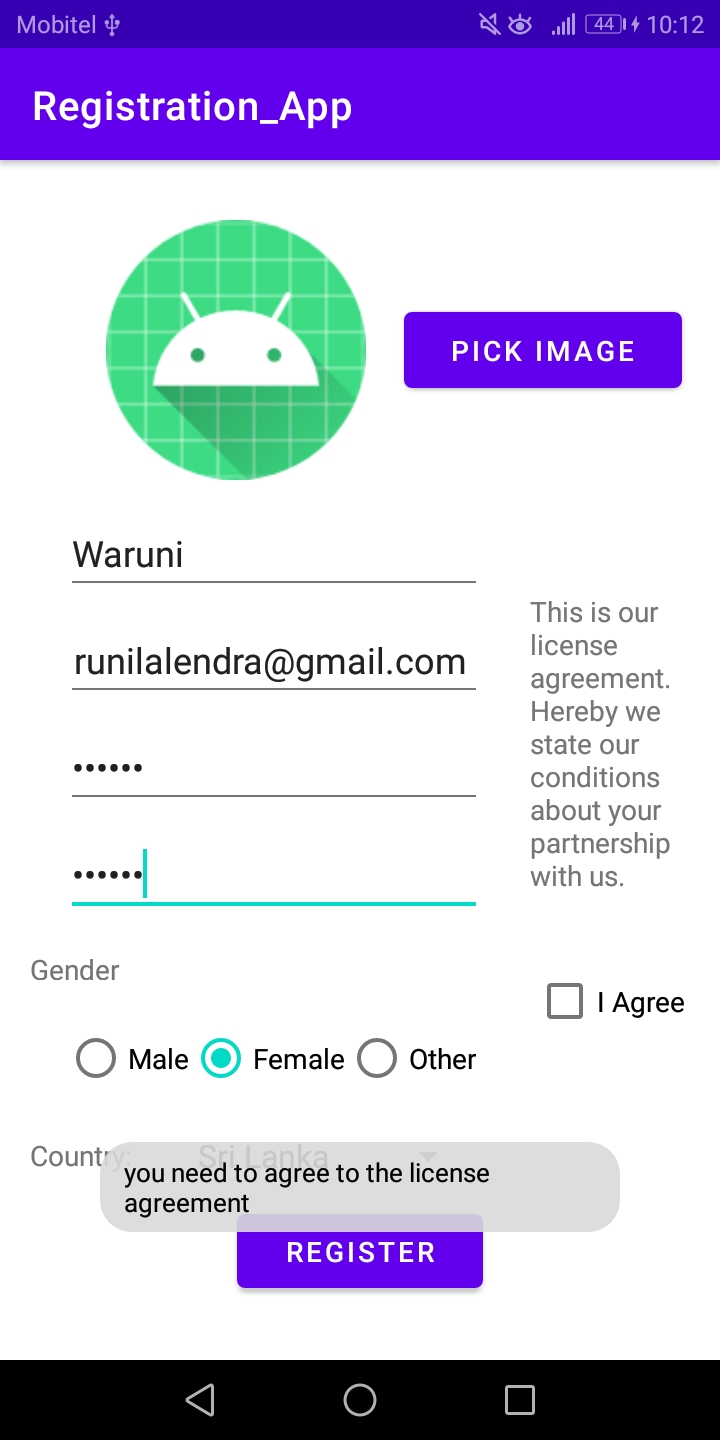 Mobitel 44 10:12
Registration_App
PICK IMAGE
Waruni
runilalendra@gmail.com
••••••
••••••
This is our
license
agreement.
Hereby we
state our
conditions
about your
partnership
with us.
Gender
I Agree
Male Female Other
Country: Sri Lanka
you need to agree to the license
agreement
REGISTER